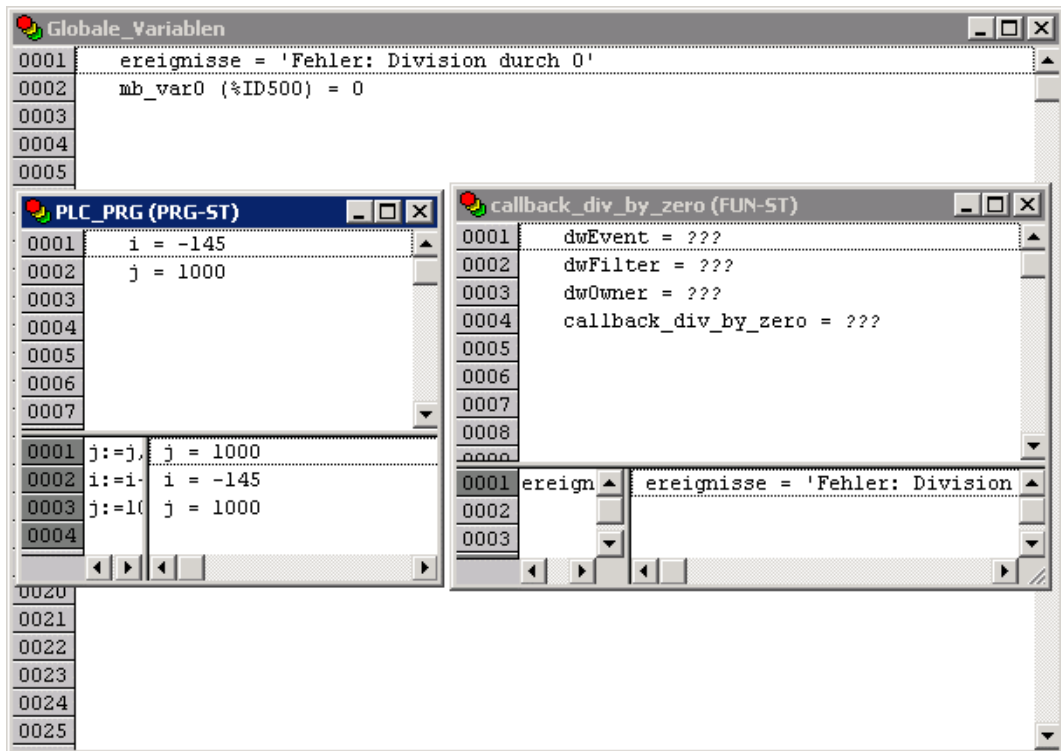 Globale_Variablen
0001 ereignisse = 'Fehler: Division durch 0'
0002 mb_var0 (%ID500) = 0
0003
0004
0005
PLC_PRG (PRG-ST)
0001 i = -145
0002 j = 1000
0003
0004
0005
0006
0007
0001 j:=j, j = 1000
0002 i:=i- i = -145
0003 j:=10 j = 1000
0004
callback_div_by_zero (FUN-ST)
0001 dwEvent = ???
0002 dwFilter = ???
0003 dwOwner = ???
0004 callback_div_by_zero = ???
0005
0006
0007
0008
0001 ereign ereignisse = 'Fehler: Division
0002
0003
0020
0021
0022
0023
0024
0025